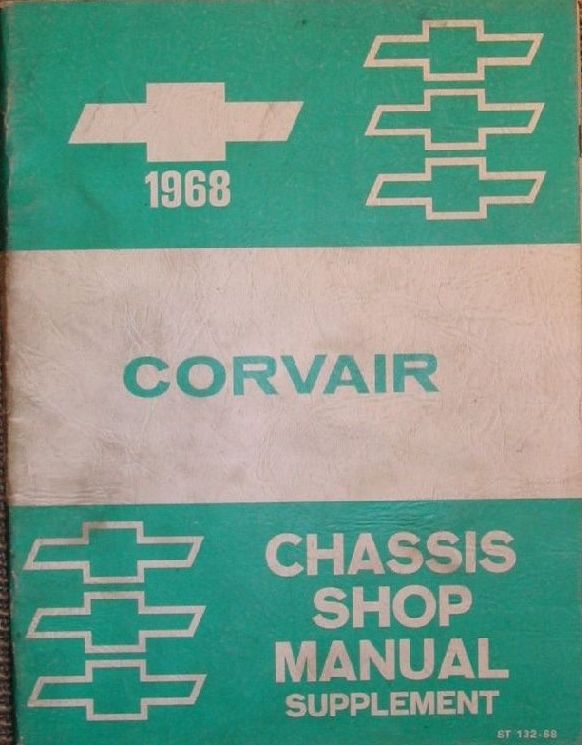 1968
CORVAIR
CHASSIS
SHOP
MANUAL
SUPPLEMENT
ST 132-68